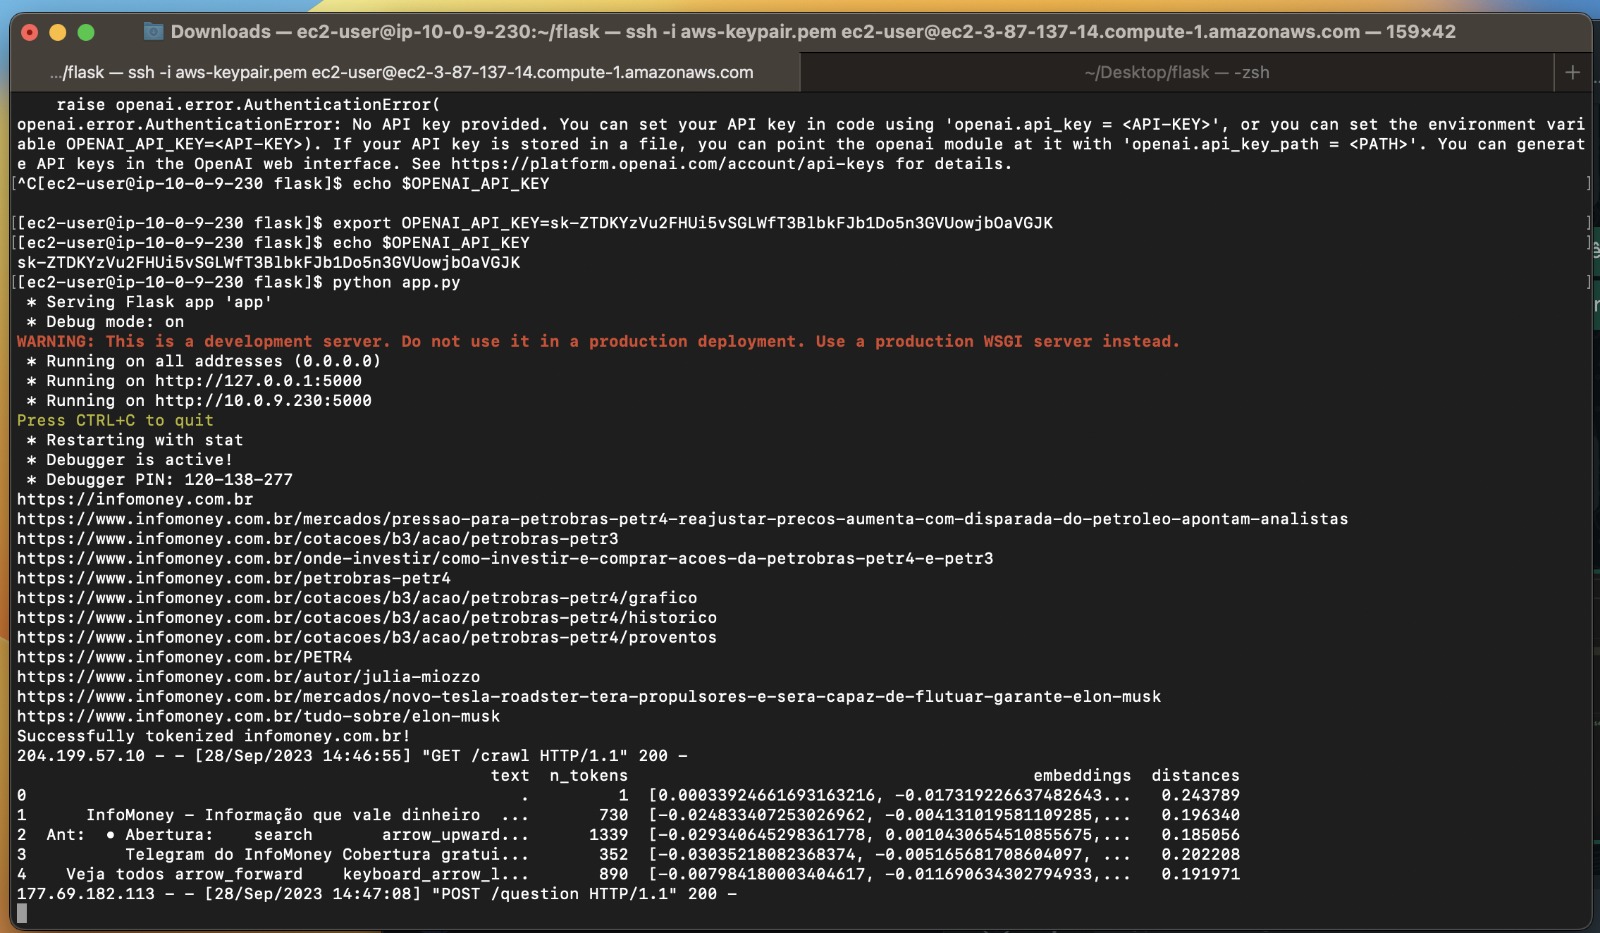 Downloads — ec2-user@ip-10-0-9-230:~/flask — ssh -i aws-keypair.pem ec2-user@ec2-3-87-137-14.compute-1.amazonaws.com — 159×42
.../flask — ssh -i aws-keypair.pem ec2-user@ec2-3-87-137-14.compute-1.amazonaws.com
~/Desktop/flask — -zsh
+
raise openai.error.AuthenticationError(
openai.error.AuthenticationError: No API key provided. You can set your API key in code using 'openai.api_key = <API-KEY>', or you can set the environment vari
able OPENAI_API_KEY=<API-KEY>). If your API key is stored in a file, you can point the openai module at it with 'openai.api_key_path = <PATH>'. You can generat
e API keys in the OpenAI web interface. See https://platform.openai.com/account/api-keys for details.
[^C[ec2-user@ip-10-0-9-230 flask]$ echo $OPENAI_API_KEY ]
[[ec2-user@ip-10-0-9-230 flask]$ export OPENAI_API_KEY=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 ]
[[ec2-user@ip-10-0-9-230 flask]$ echo $OPENAI_API_KEY ]
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
[[ec2-user@ip-10-0-9-230 flask]$ python app.py ]
* Serving Flask app 'app'
* Debug mode: on
WARNING: This is a development server. Do not use it in a production deployment. Use a production WSGI server instead.
* Running on all addresses (0.0.0.0)
* Running on http://127.0.0.1:5000
* Running on http://10.0.9.230:5000
Press CTRL+C to quit
* Restarting with stat
* Debugger is active!
* Debugger PIN: 120-138-277
https://infomoney.com.br
https://www.infomoney.com.br/mercados/pressao-para-petrobras-petr4-reajustar-precos-aumenta-com-disparada-do-petroleo-apontam-analistas
https://www.infomoney.com.br/cotacoes/b3/acao/petrobras-petr3
https://www.infomoney.com.br/onde-investir/como-investir-e-comprar-acoes-da-petrobras-petr4-e-petr3
https://www.infomoney.com.br/petrobras-petr4
https://www.infomoney.com.br/cotacoes/b3/acao/petrobras-petr4/grafico
https://www.infomoney.com.br/cotacoes/b3/acao/petrobras-petr4/historico
https://www.infomoney.com.br/cotacoes/b3/acao/petrobras-petr4/proventos
https://www.infomoney.com.br/PETR4
https://www.infomoney.com.br/autor/julia-miozzo
https://www.infomoney.com.br/mercados/novo-tesla-roadster-tera-propulsores-e-sera-capaz-de-flutuar-garante-elon-musk
https://www.infomoney.com.br/tudo-sobre/elon-musk
Successfully tokenized infomoney.com.br!
204.199.57.10 - - [28/Sep/2023 14:46:55] "GET /crawl HTTP/1.1" 200 -
text n_tokens embeddings distances
0 . 1 [0.00033924661693163216, -0.017319226637482643... 0.243789
1 InfoMoney – Informação que vale dinheiro ... 730 [-0.024833407253026962, -0.004131019581109285,... 0.196340
2 Ant: • Abertura: search arrow_upward... 1339 [-0.029340645298361778, 0.0010430654510855675,... 0.185056
3 Telegram do InfoMoney Cobertura gratui... 352 [-0.03035218082368374, -0.005165681708604097, ... 0.202208
4 Veja todos arrow_forward keyboard_arrow_l... 890 [-0.007984180003404617, -0.011690634302794933,... 0.191971
177.69.182.113 - - [28/Sep/2023 14:47:08] "POST /question HTTP/1.1" 200 -